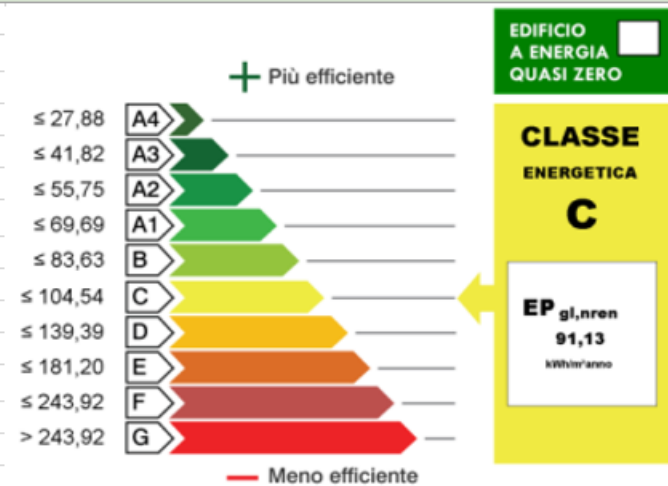 EDIFICIO
A ENERGIA
QUASI ZERO
Più efficiente
≤ 27,88 A4
≤ 41,82 A3
≤ 55,75 A2
≤ 69,69 A1
≤ 83,63 B
≤ 104,54 C
≤ 139,39 D
≤ 181,20 E
≤ 243,92 F
> 243,92 G
Meno efficiente
CLASSE
ENERGETICA
C
EP gl,nren
91,13
kWh/m²anno